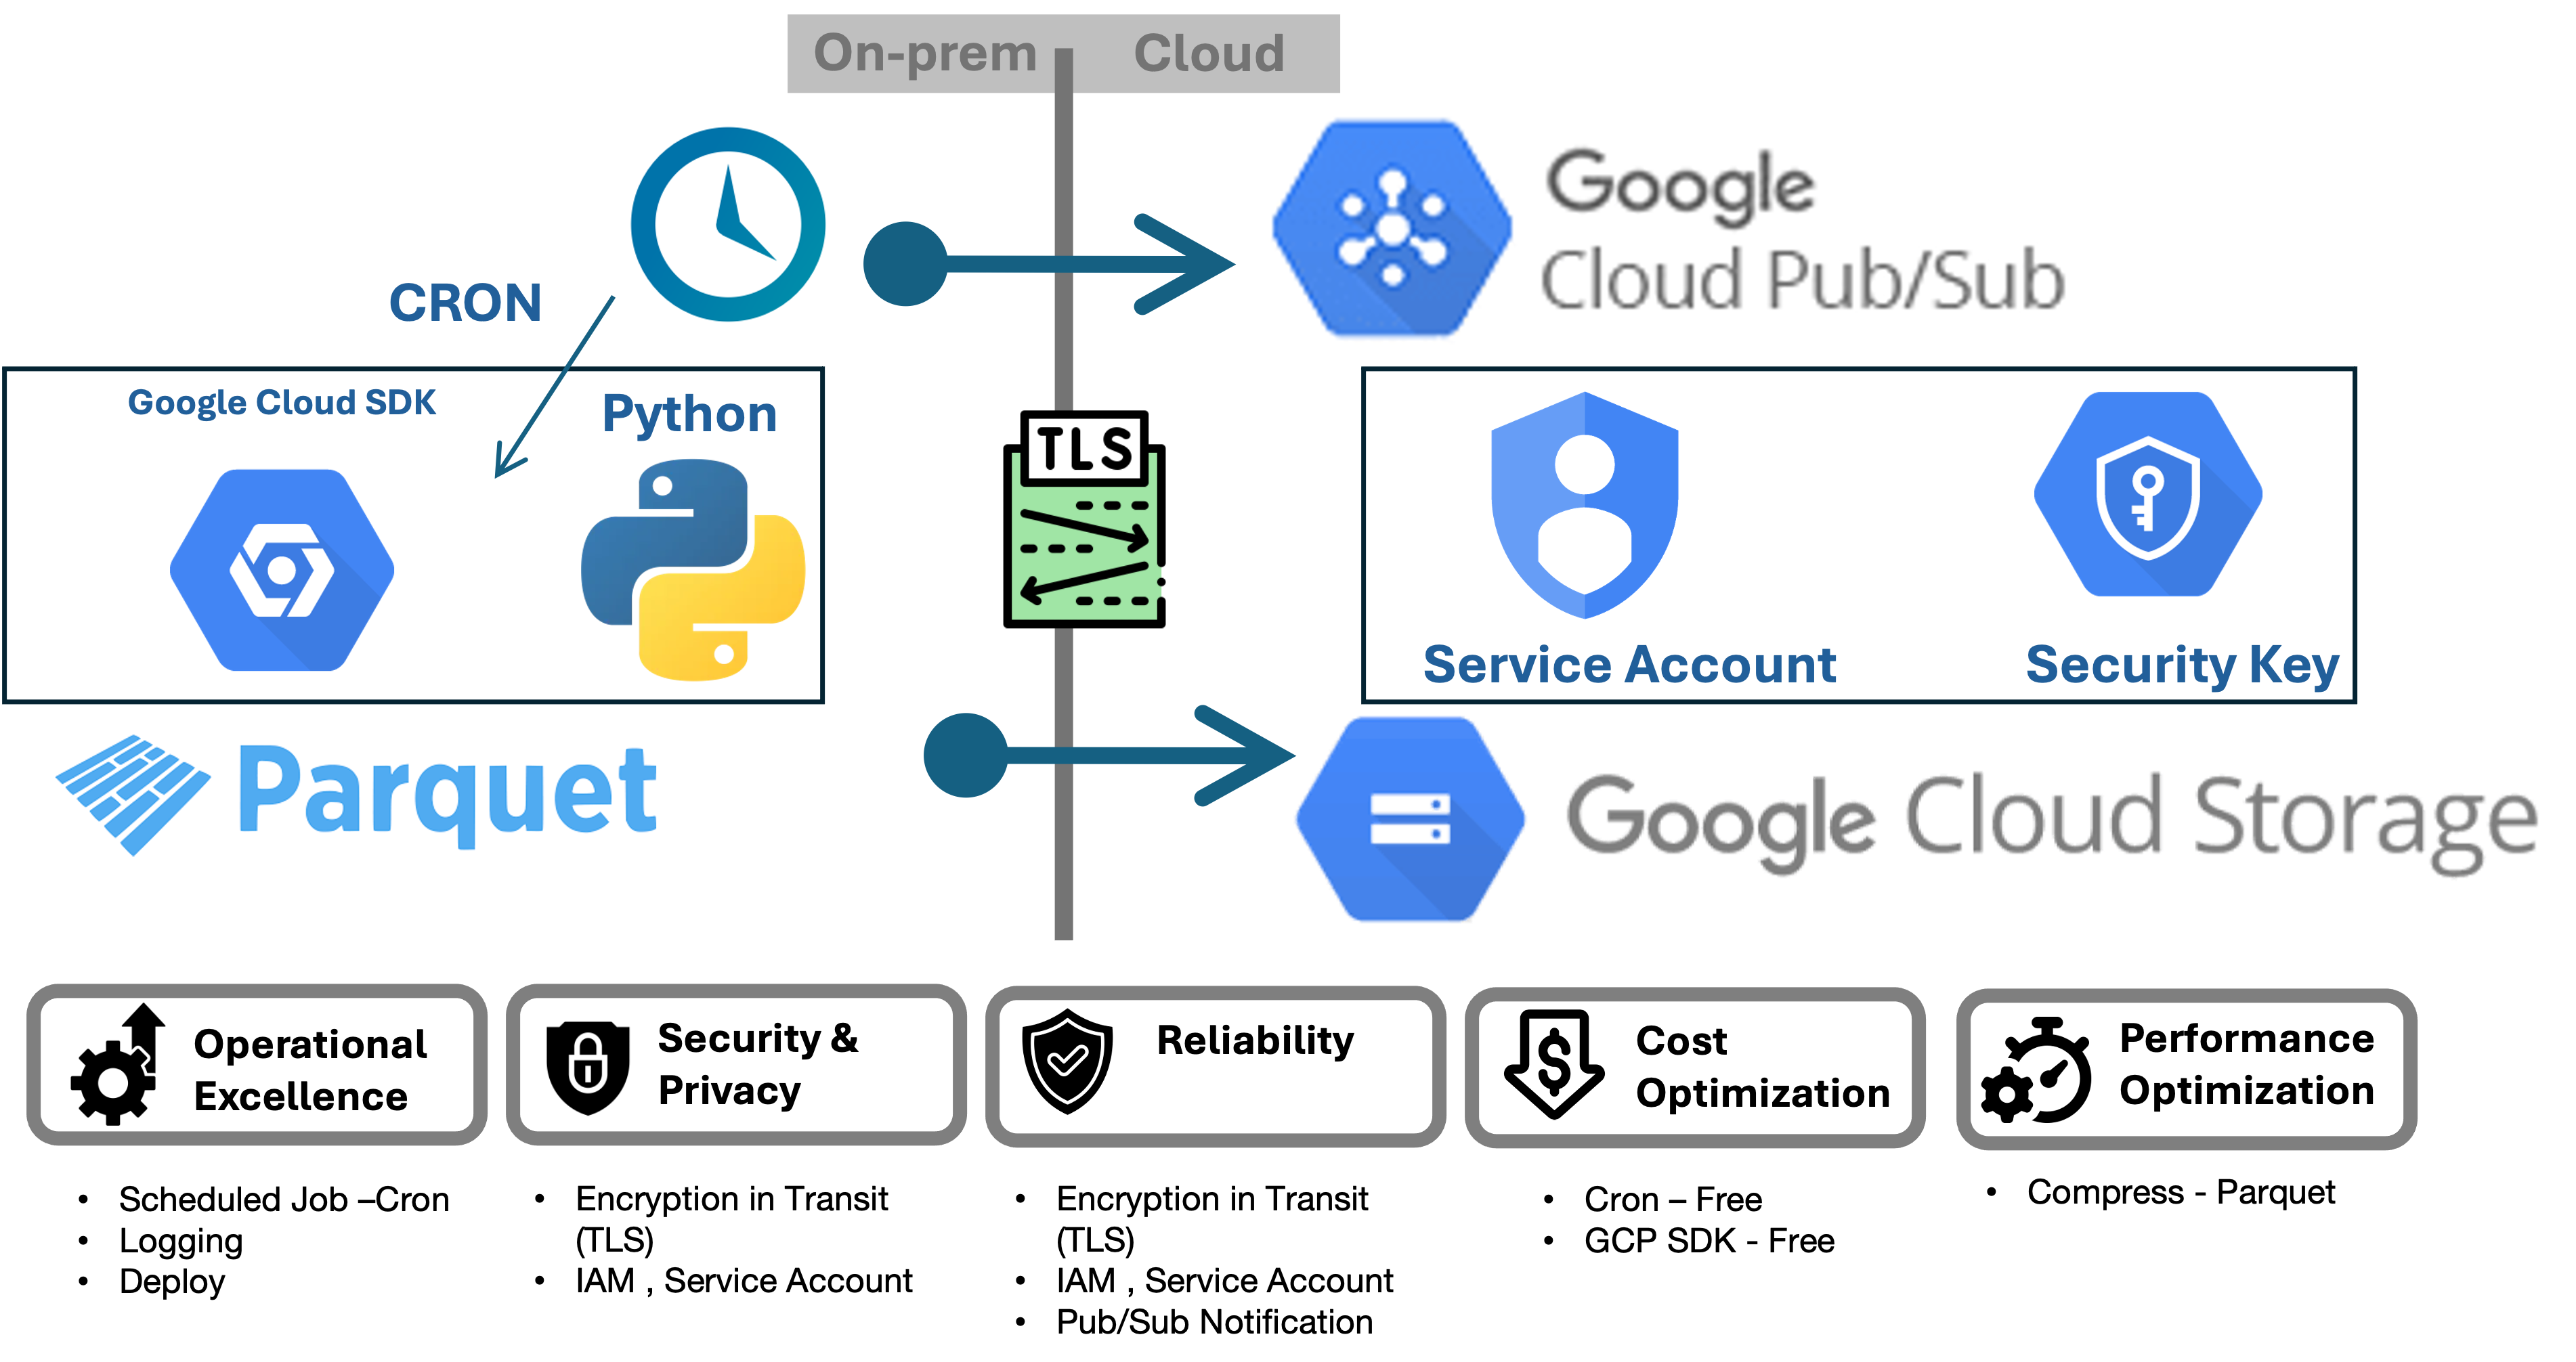 On-prem
Cloud
Google
Cloud Pub/Sub
CRON
Google Cloud SDK
Python
TLS
Service Account
Security Key
Parquet
Google Cloud Storage
Operational
Excellence
• Scheduled Job –Cron
• Logging
• Deploy
Security &
Privacy
• Encryption in Transit
(TLS)
• IAM , Service Account
Reliability
• Encryption in Transit
(TLS)
• IAM , Service Account
• Pub/Sub Notification
Cost
Optimization
• Cron – Free
• GCP SDK - Free
Performance
Optimization
• Compress - Parquet